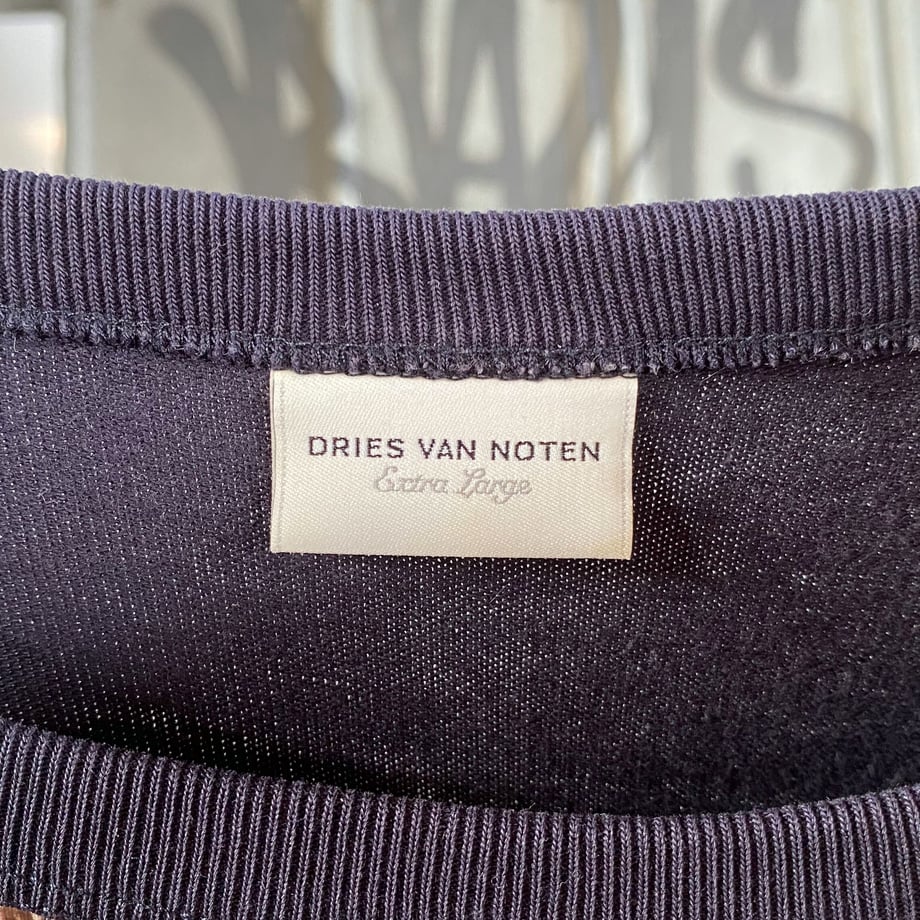 DRIES VAN NOTEN
Extra Large